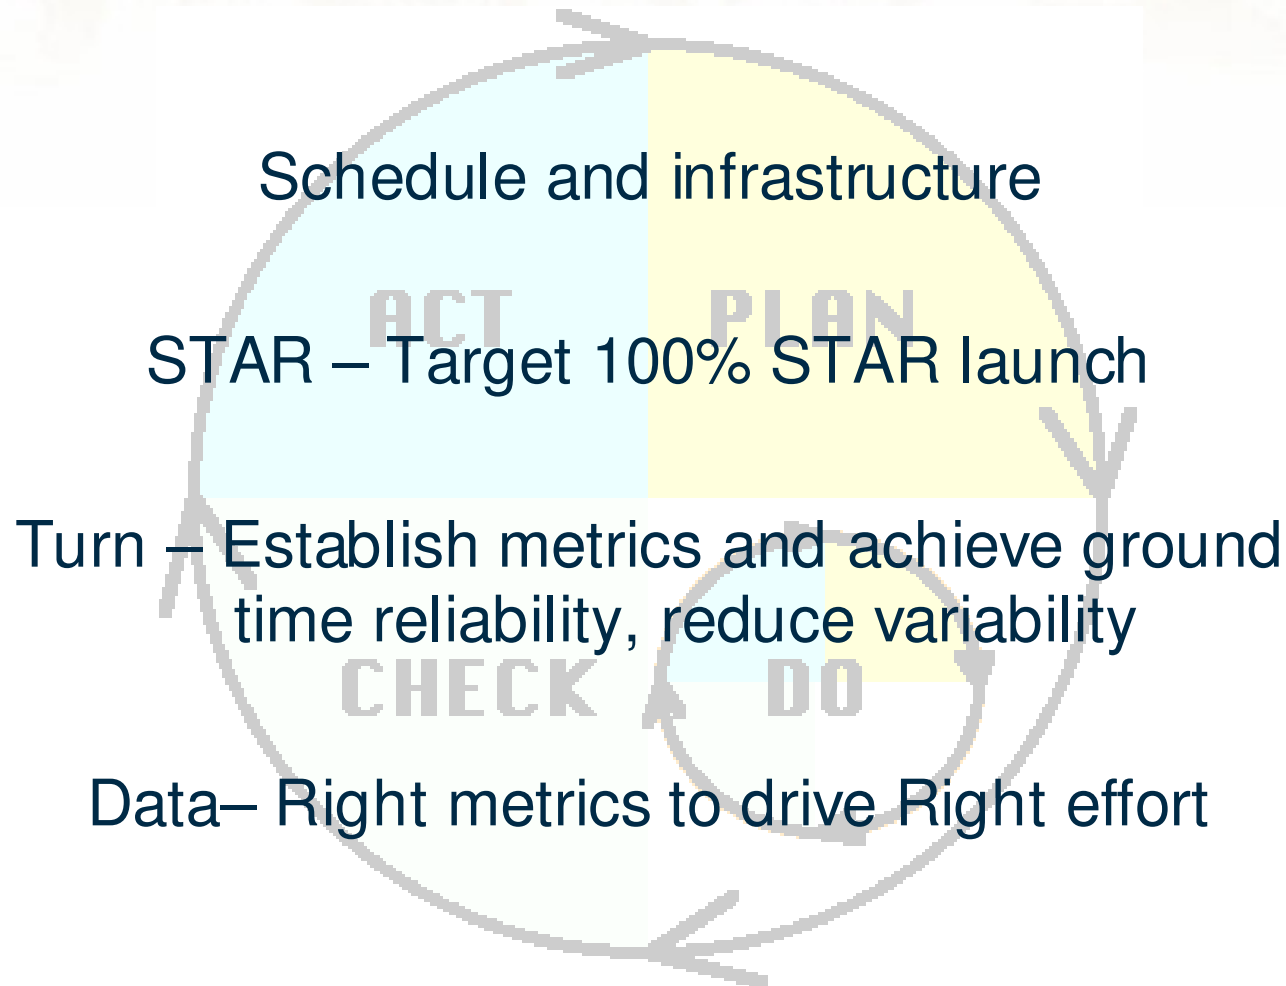 Schedule and infrastructure
ACT PLAN
STAR – Target 100% STAR launch
Turn – Establish metrics and achieve ground
time reliability, reduce variability
CHECK DO
Data– Right metrics to drive Right effort